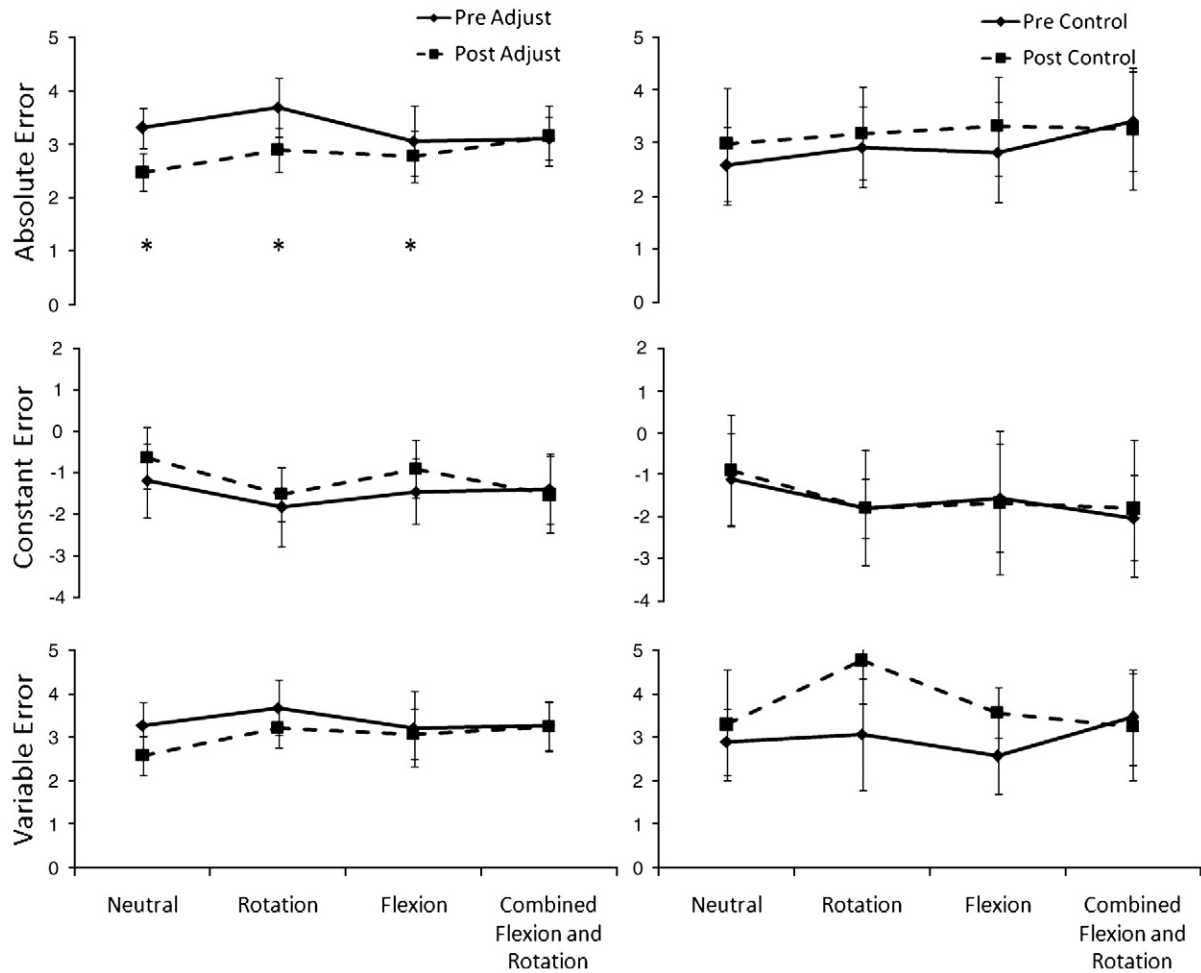 Pre Adjust
Post Adjust
Pre Control
Post Control
Absolute Error
5
4
3
2
1
0
* * *
5
4
3
2
1
0
Constant Error
2
1
0
-1
-2
-3
-4
2
1
0
-1
-2
-3
-4
Variable Error
5
4
3
2
1
0
5
4
3
2
1
0
Neutral Rotation Flexion Combined
Flexion and
Rotation
Neutral Rotation Flexion Combined
Flexion and
Rotation